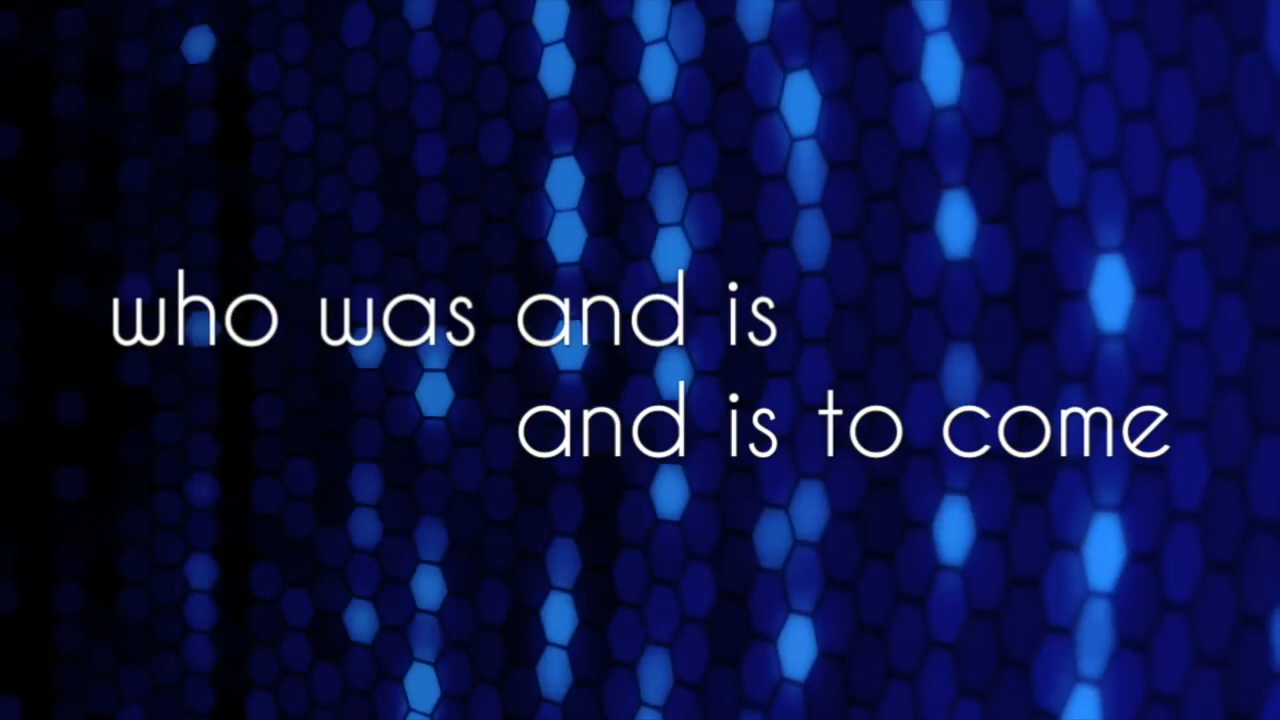 who was and is
and is to come